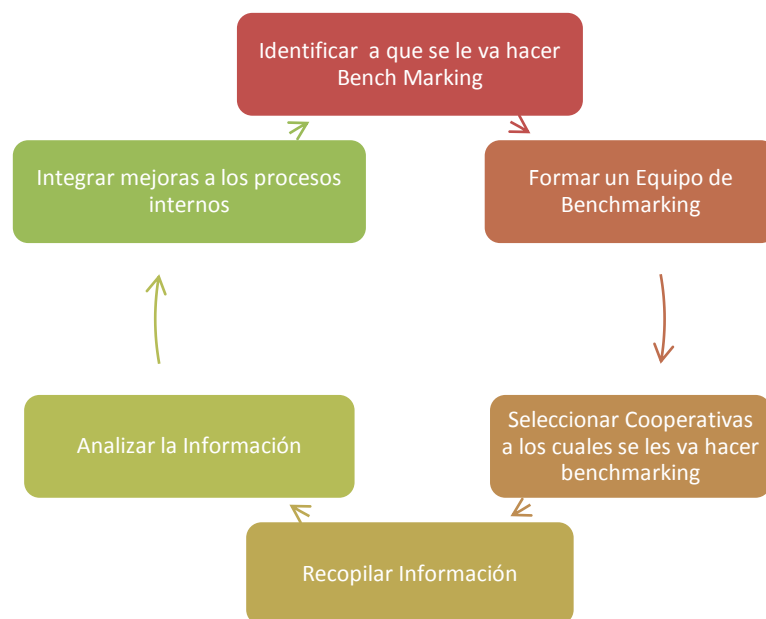 Identificar a que se le va hacer
Bench Marking
Formar un Equipo de
Benchmarking
Seleccionar Cooperativas
a los cuales se les va hacer
benchmarking
Recopilar Información
Analizar la Información
Integrar mejoras a los procesos
internos